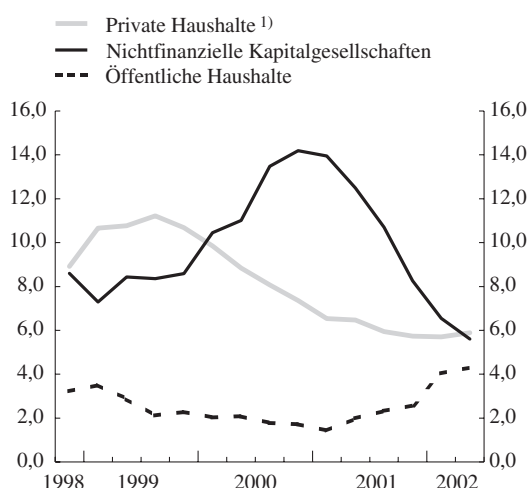 Private Haushalte 1)
Nichtfinanzielle Kapitalgesellschaften
Öffentliche Haushalte
16,0 16,0
14,0 14,0
12,0 12,0
10,0 10,0
8,0 8,0
6,0 6,0
4,0 4,0
2,0 2,0
0,0 0,0
1998 1999 2000 2001 2002